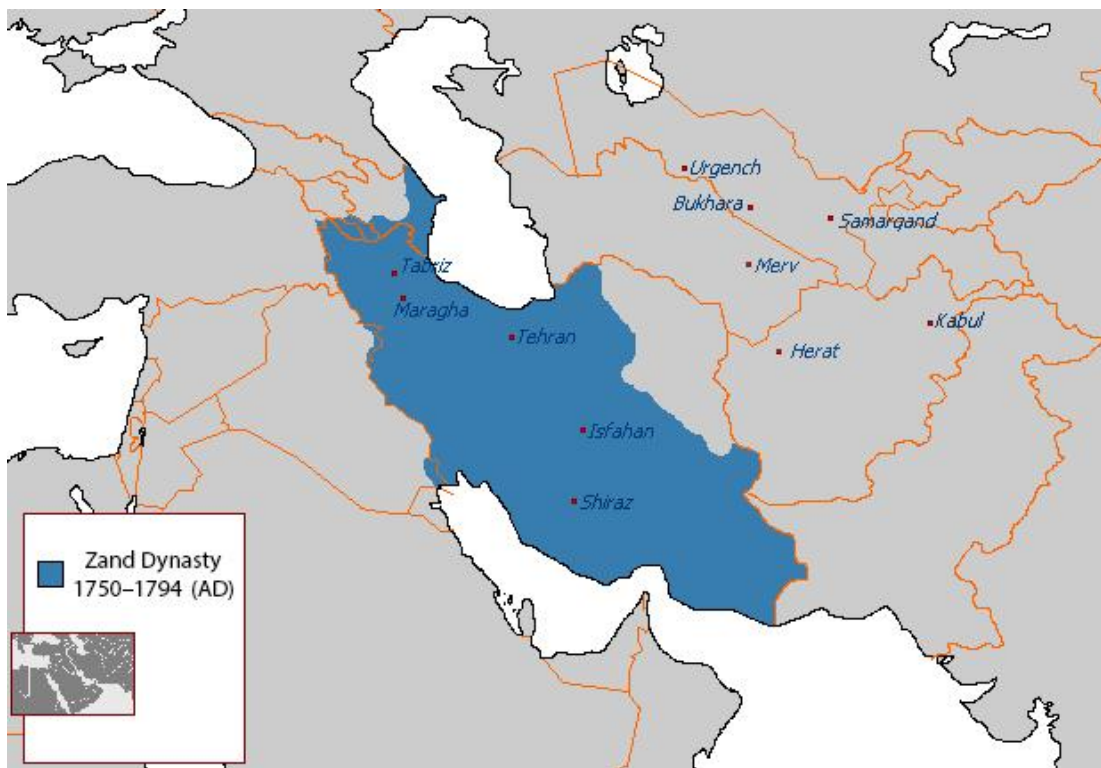 Urgench
Bukhara
Samarqand
Merv
Tabriz
Maragha
Tehran
Kabul
Herat
Isfahan
Shiraz
Zand Dynasty
1750–1794 (AD)